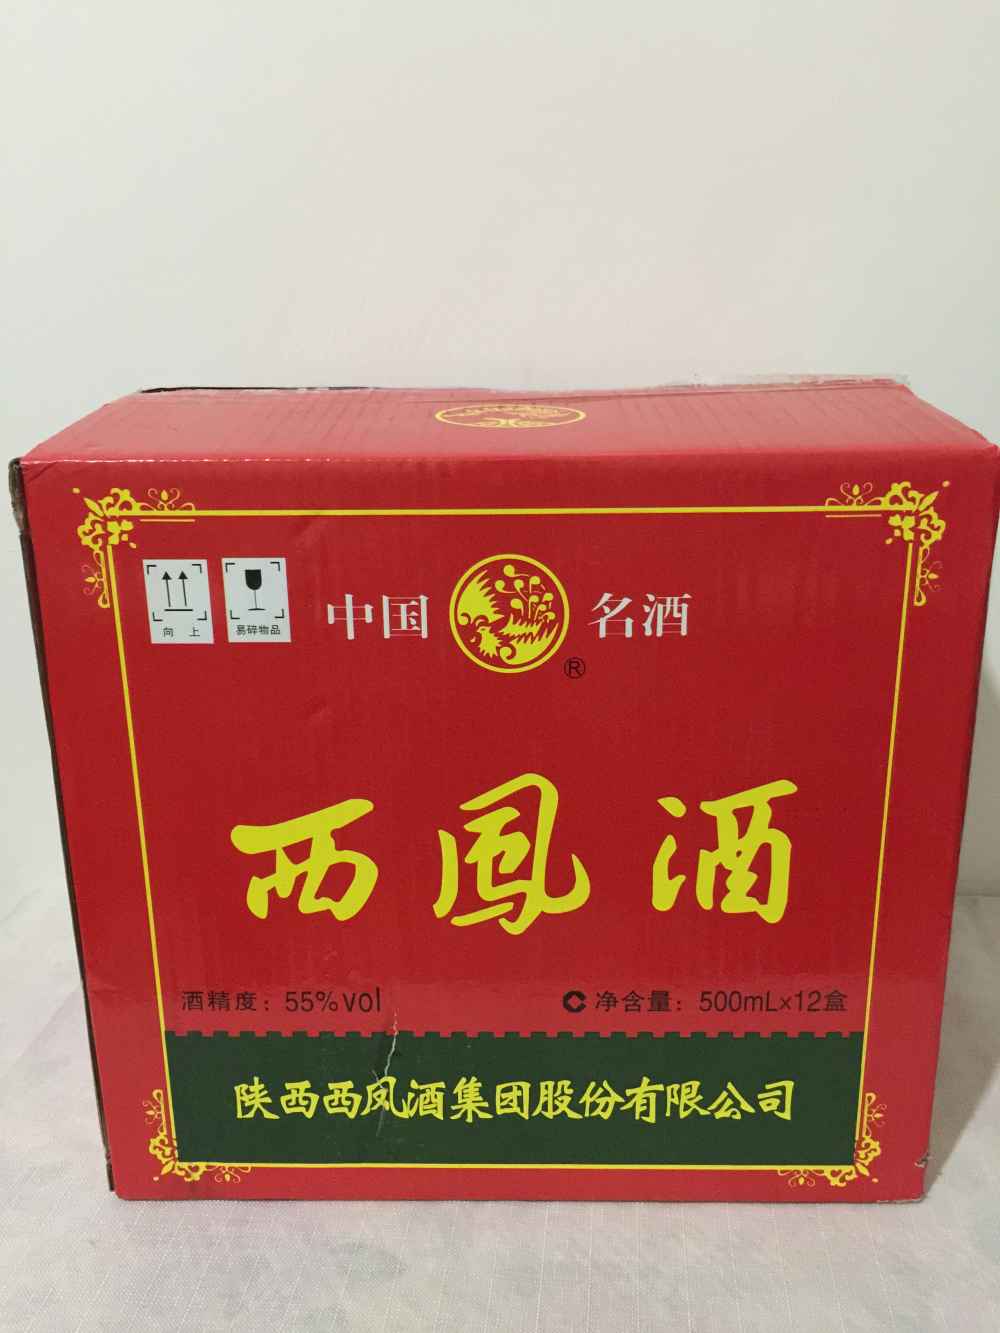 向 上
易碎物品
中国 名酒
®
西鳳酒
酒精度：55%vol
净含量：500mL×12盒
陕西西凤酒集团股份有限公司